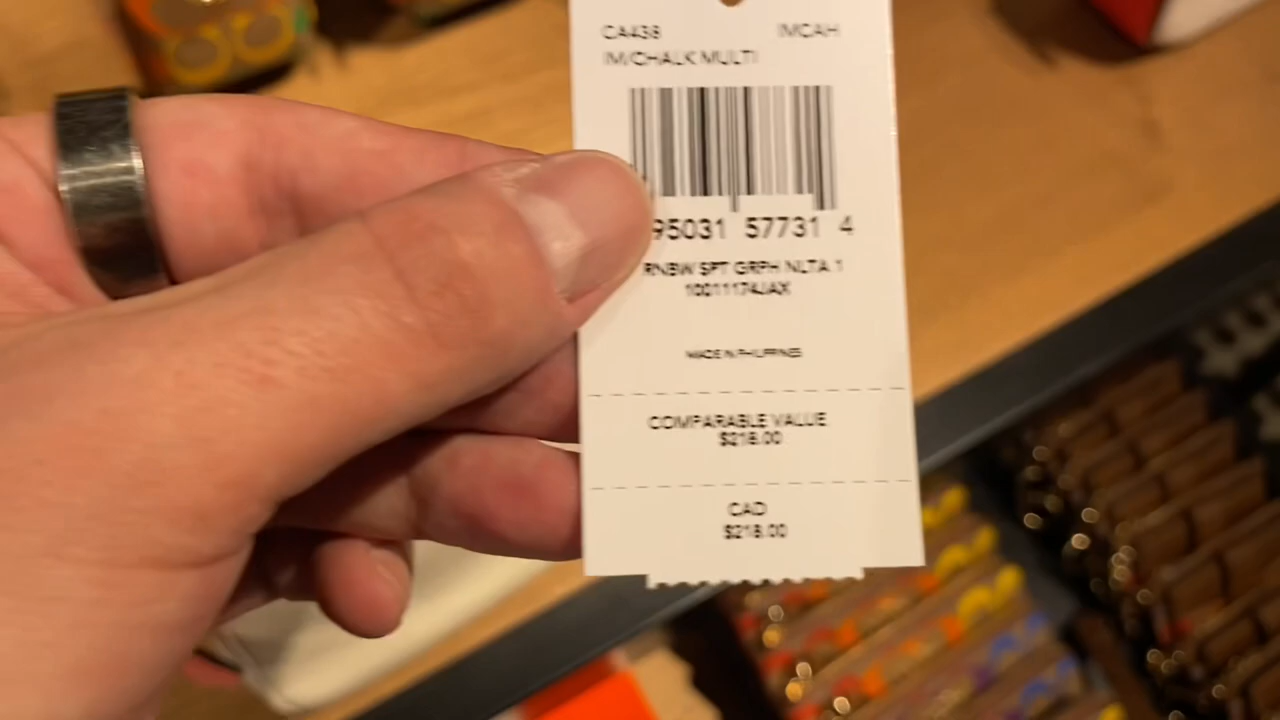 CA438 IMCAH
IM/CHALK MULTI
95031 57731 4
RNBW SPT GRPH NLTA 1
10011174JAX
MADE IN PHILIPPINES
COMPARABLE VALUE
$218.00
CAD
$218.00